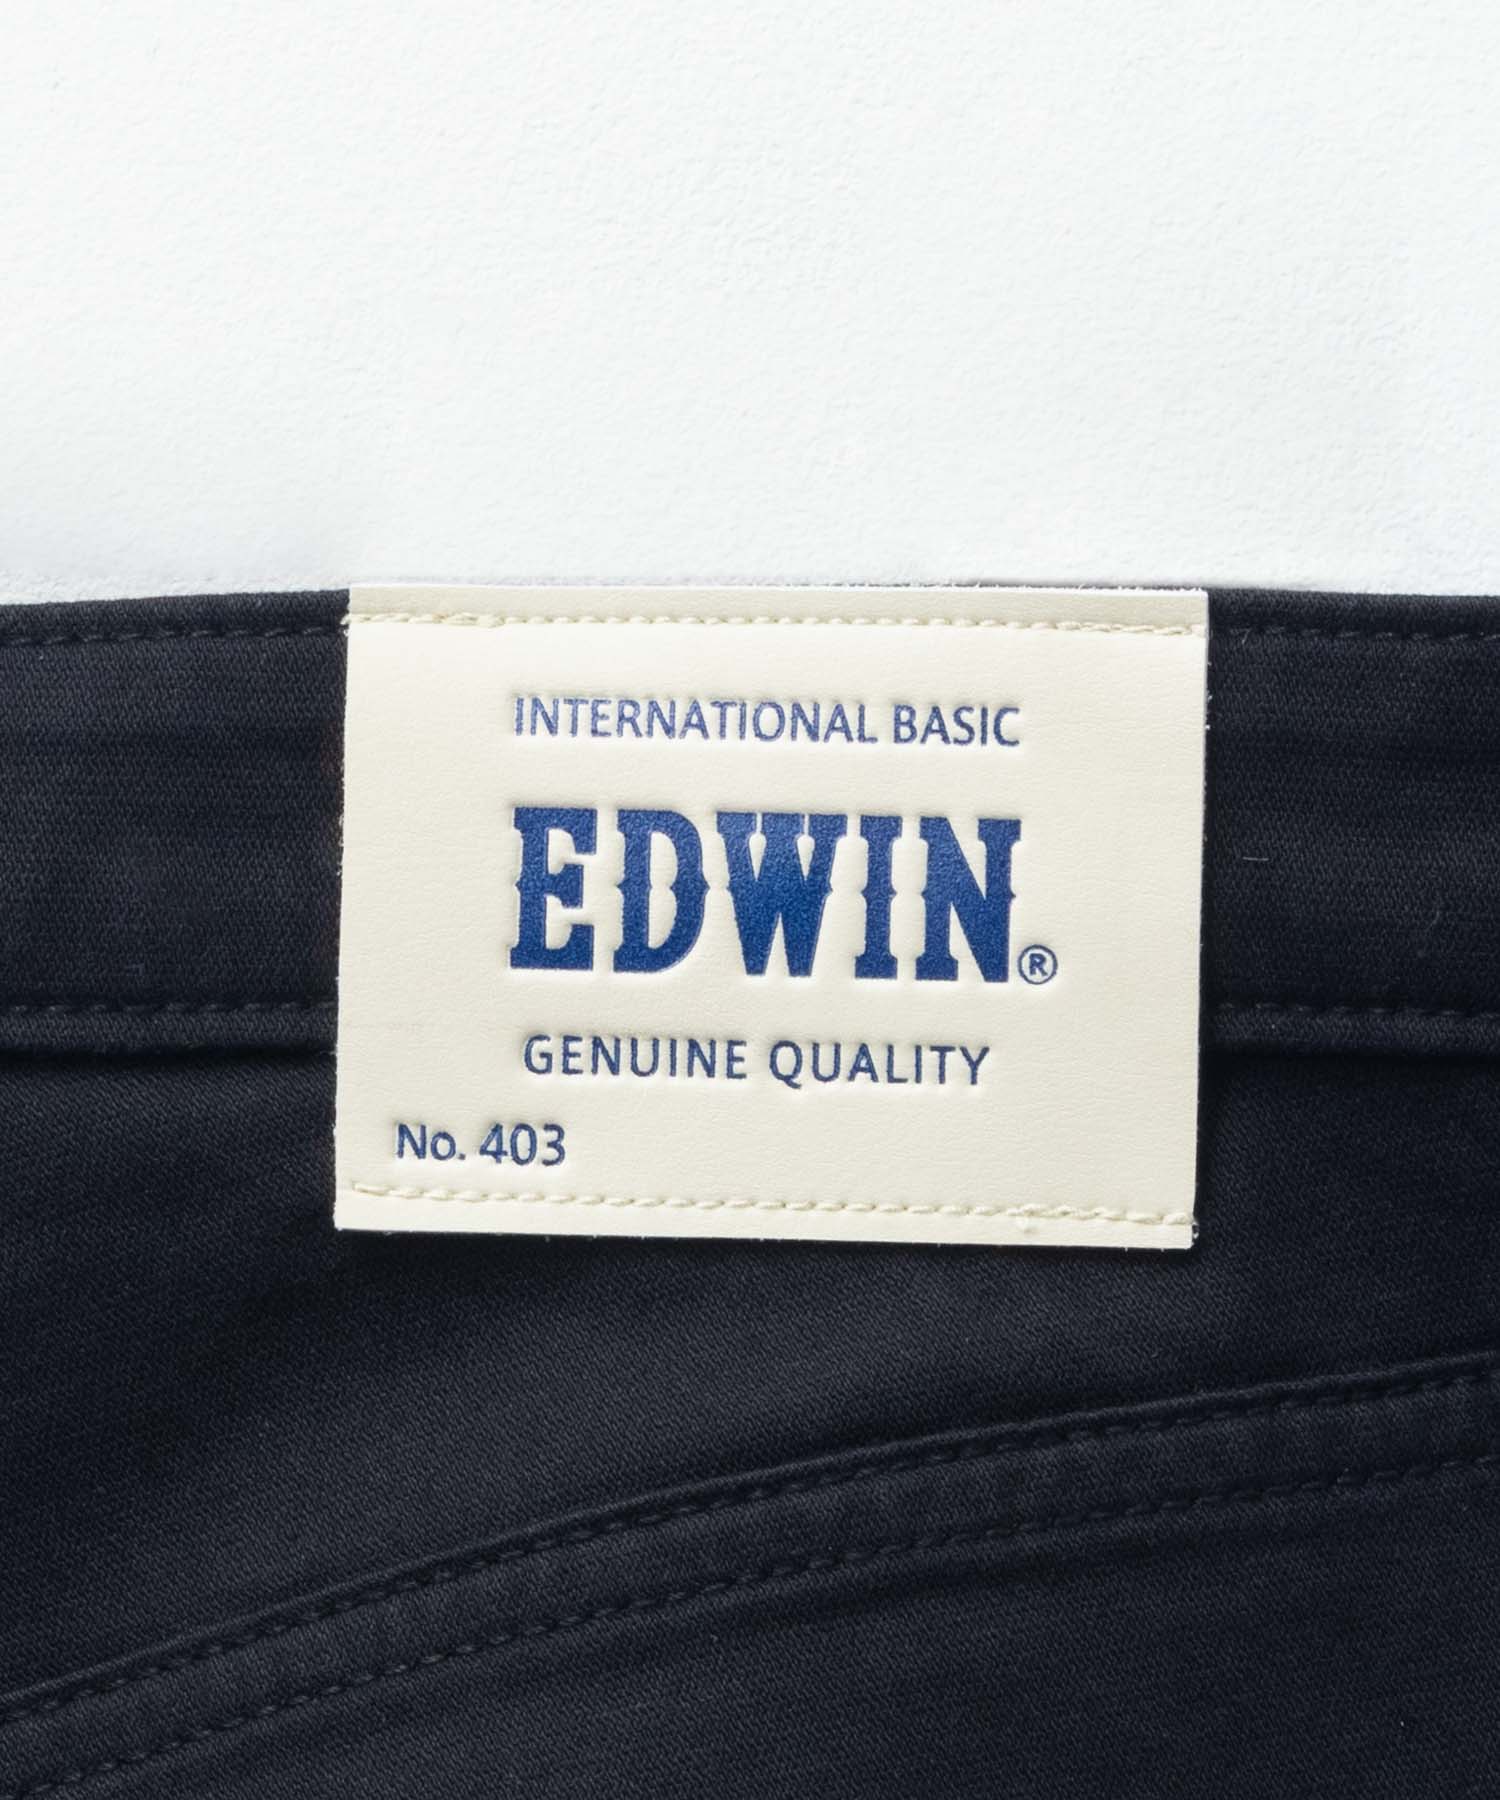 INTERNATIONAL BASIC
EDWIN®
GENUINE QUALITY
No. 403